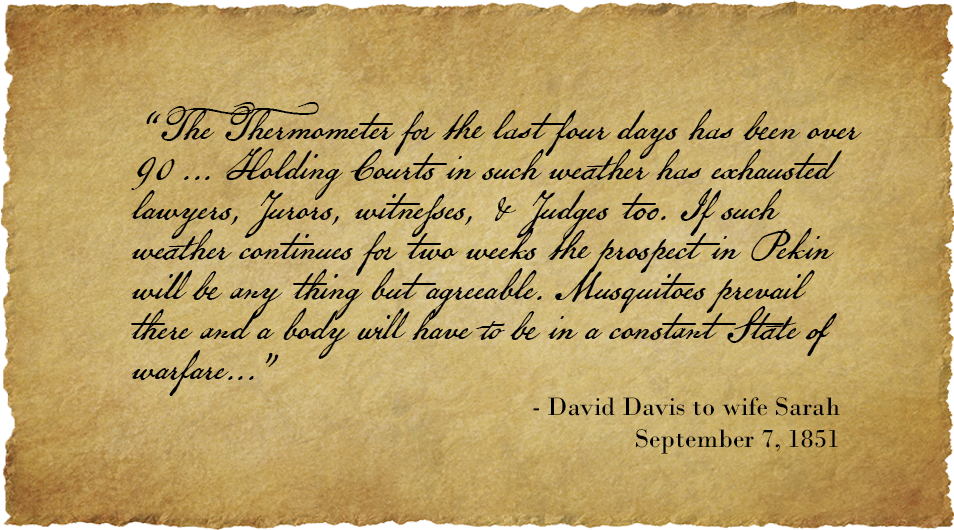 “The Thermometer for the last four days has been over
90 ... Holding Courts in such weather has exhausted
lawyers, Jurors, witneſses, & Judges too. If such
weather continues for two weeks the prospect in Pekin
will be any thing but agreeable. Musquitoes prevail
there and a body will have to be in a constant State of
warfare...”
- David Davis to wife Sarah
September 7, 1851